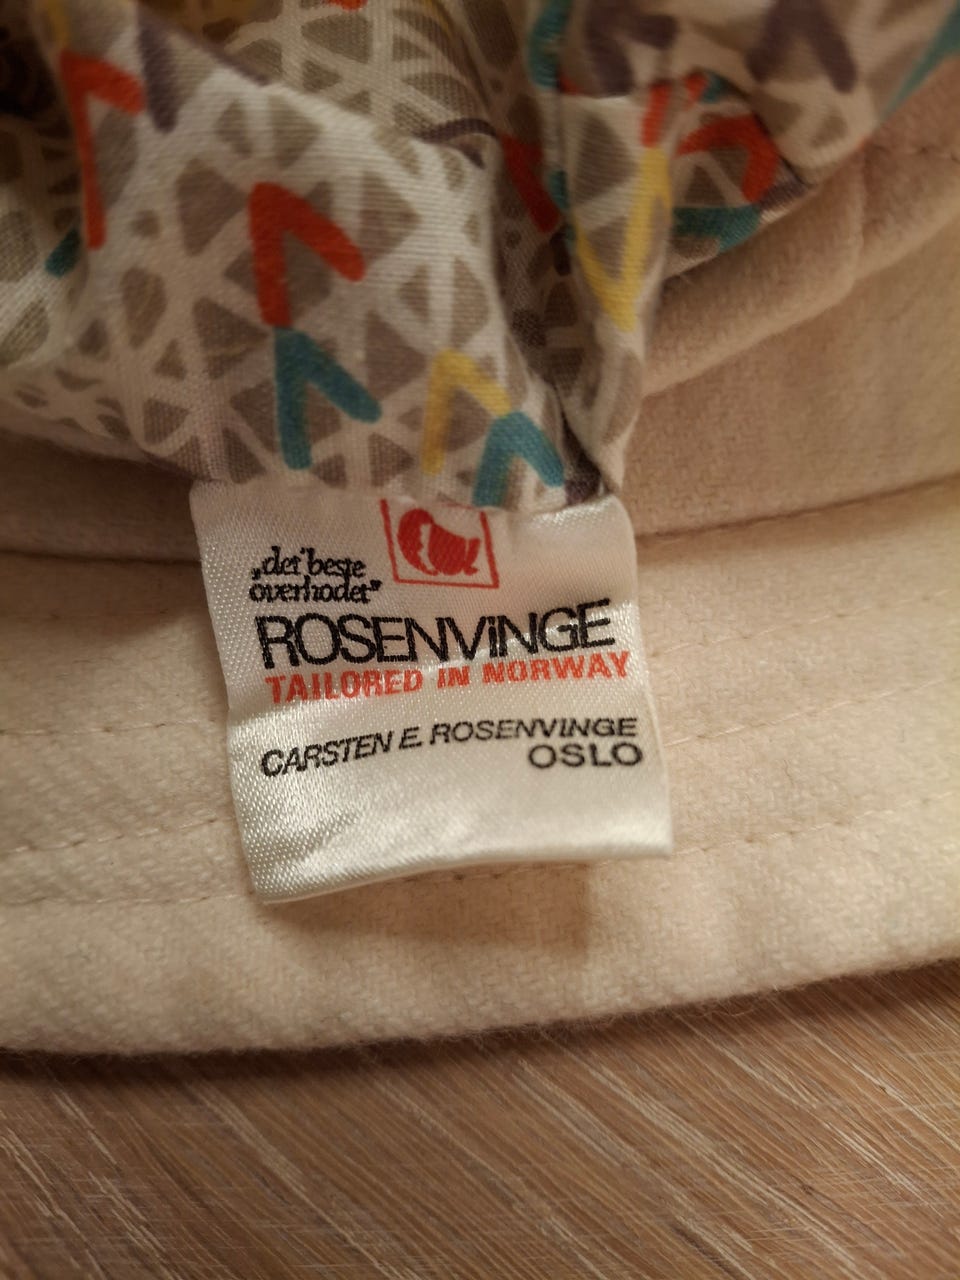 „det beste
overhodet”
ROSENViNGE
TAILORED IN NORWAY
CARSTEN E. ROSENVINGE
OSLO